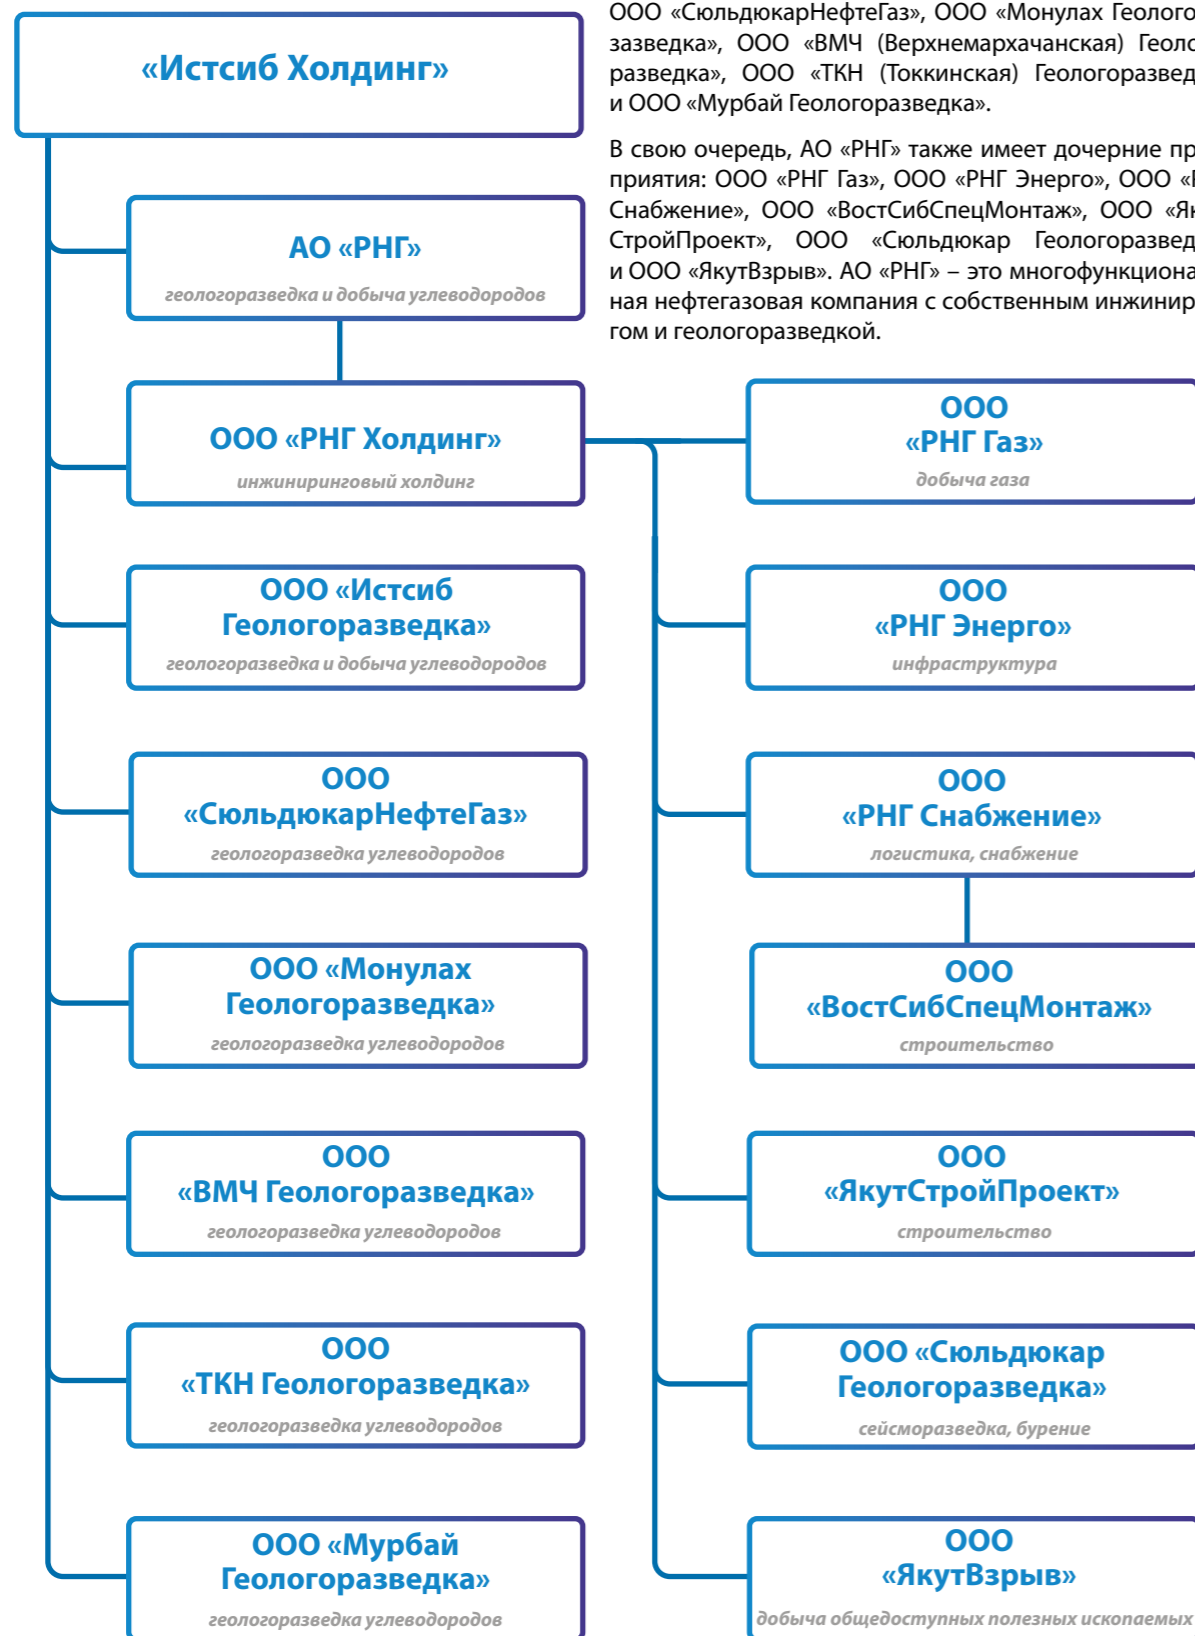 ООО «СюльдюкарНефтеГаз», ООО «Монулах Геолого
зазведка», ООО «ВМЧ (Верхнемархачанская) Геоло
разведка», ООО «ТКН (Токкинская) Геологоразвед
и ООО «Мурбай Геологоразведка».
В свою очередь, АО «РНГ» также имеет дочерние пр
приятия: ООО «РНГ Газ», ООО «РНГ Энерго», ООО «Р
Снабжение», ООО «ВостСибСпецМонтаж», ООО «Як
СтройПроект», ООО «Сюльдюкар Геологоразвед
и ООО «ЯкутВзрыв». АО «РНГ» – это многофункциона
ная нефтегазовая компания с собственным инжинир
гом и геологоразведкой.
«Истсиб Холдинг»
АО «РНГ»
геологоразведка и добыча углеводородов
ООО «РНГ Холдинг»
инжиниринговый холдинг
ООО «Истсиб
Геологоразведка»
геологоразведка и добыча углеводородов
ООО
«СюльдюкарНефтеГаз»
геологоразведка углеводородов
ООО «Монулах
Геологоразведка»
геологоразведка углеводородов
ООО
«ВМЧ Геологоразведка»
геологоразведка углеводородов
ООО
«ТКН Геологоразведка»
геологоразведка углеводородов
ООО «Мурбай
Геологоразведка»
геологоразведка углеводородов
ООО
«РНГ Газ»
добыча газа
ООО
«РНГ Энерго»
инфраструктура
ООО
«РНГ Снабжение»
логистика, снабжение
ООО
«ВостСибСпецМонтаж»
строительство
ООО
«ЯкутСтройПроект»
строительство
ООО «Сюльдюкар
Геологоразведка»
сейсморазведка, бурение
ООО
«ЯкутВзрыв»
добыча общедоступных полезных ископаемых